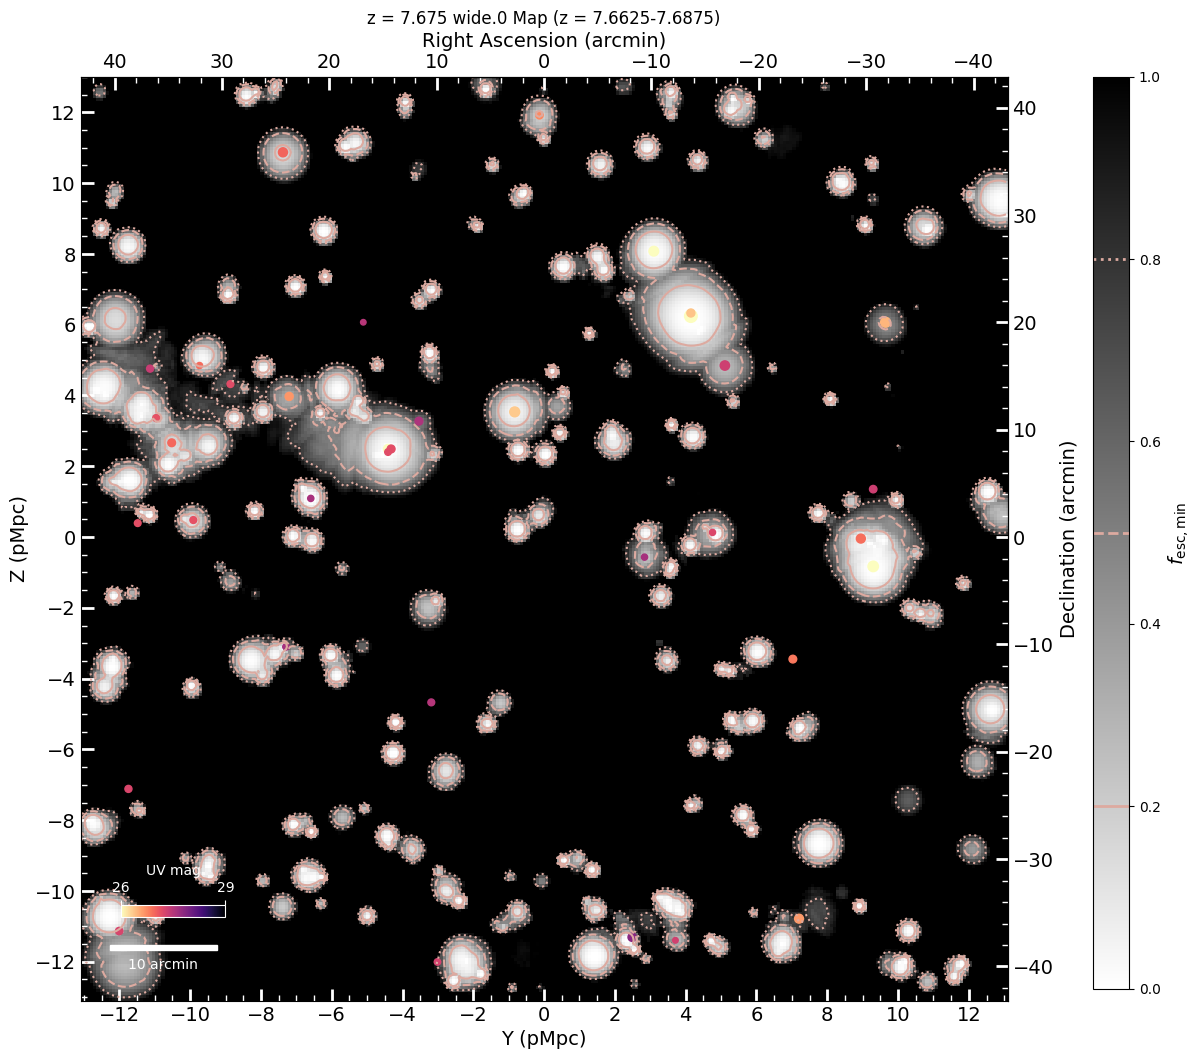 z = 7.675 wide.0 Map (z = 7.6625-7.6875)
Right Ascension (arcmin)
40 30 20 10 0 −10 −20 −30 −40
12 10 8 6 4 2 0 −2 −4 −6 −8 −10 −12
Z (pMpc)
40 30 20 10 0 −10 −20 −30 −40
Declination (arcmin)
1.0 0.8 0.6 0.4 0.2 0.0
fesc,min
UV mag
26 29
10 arcmin
−12 −10 −8 −6 −4 −2 0 2 4 6 8 10 12
Y (pMpc)